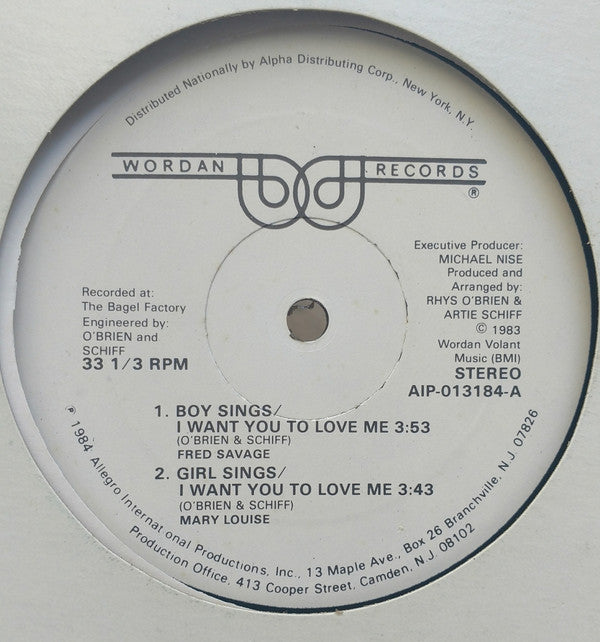 Distributed Nationally by Alpha Distributing Corp., New York, N.Y.
WORDAN RECORDS
®
Executive Producer:
MICHAEL NISE
Produced and
Arranged by:
RHYS O'BRIEN &
ARTIE SCHIFF
© 1983
Wordan Volant
Music (BMI)
STEREO
AIP-013184-A
Recorded at:
The Bagel Factory
Engineered by:
O'BRIEN and
SCHIFF
33 1/3 RPM
1. BOY SINGS/
I WANT YOU TO LOVE ME 3:53
(O'BRIEN & SCHIFF)
FRED SAVAGE
2. GIRL SINGS/
I WANT YOU TO LOVE ME 3:43
(O'BRIEN & SCHIFF)
MARY LOUISE
℗ 1984 Allegro International Productions, Inc., 13 Maple Ave., Box 26 Branchville, N.J. 07826
Production Office, 413 Cooper Street, Camden, N.J. 08102